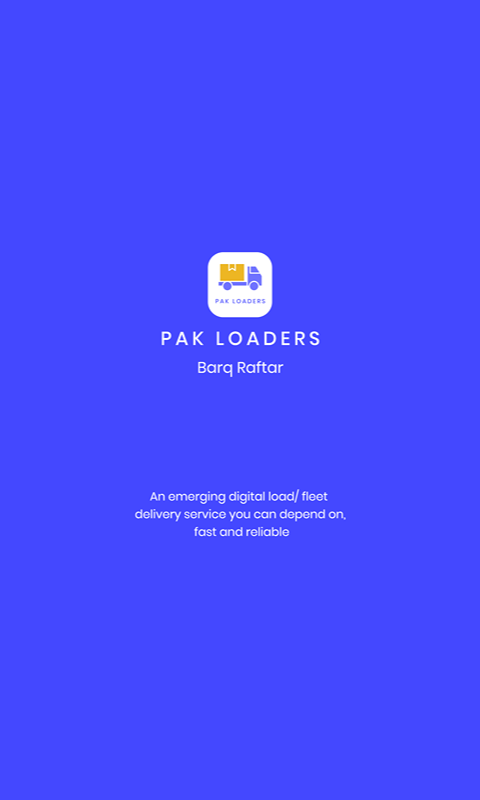 PAK LOADERS
PAK LOADERS
Barq Raftar
An emerging digital load/ fleet
delivery service you can depend on,
fast and reliable